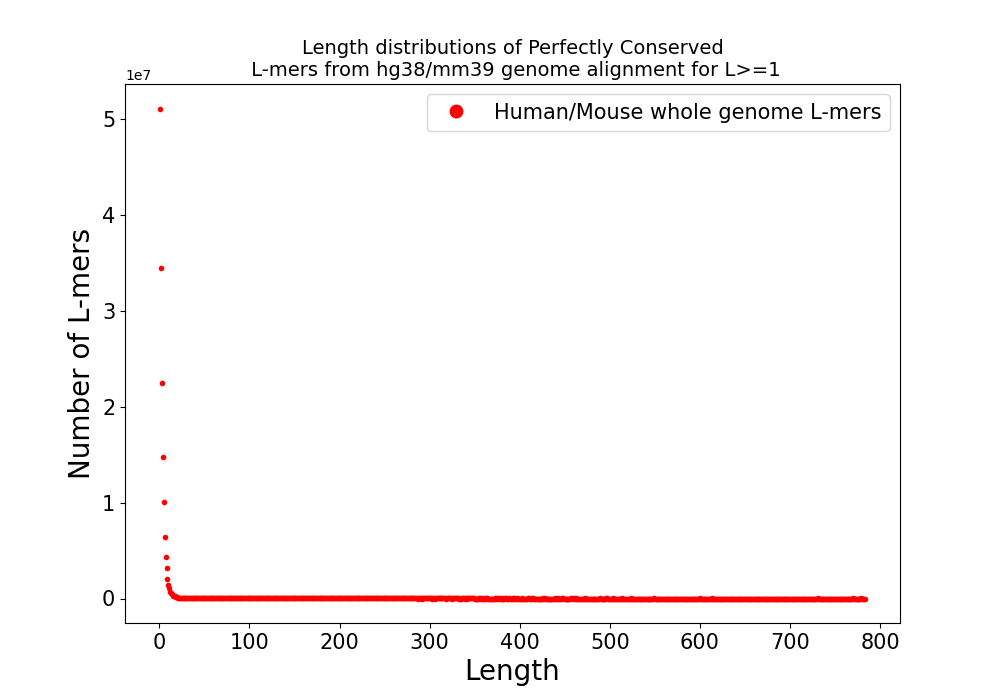 Length distributions of Perfectly Conserved
L-mers from hg38/mm39 genome alignment for L>=1
1e7
Human/Mouse whole genome L-mers
5
4
3
2
1
0
Number of L-mers
0 100 200 300 400 500 600 700 800
Length